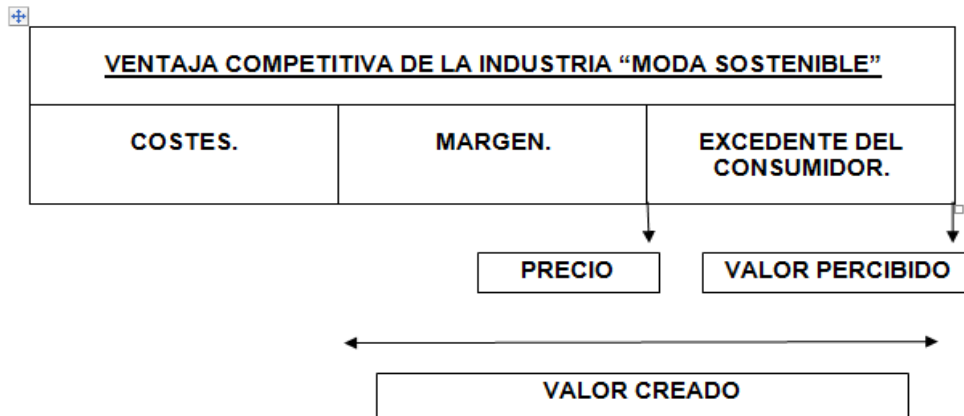 VENTAJA COMPETITIVA DE LA INDUSTRIA “MODA SOSTENIBLE”
COSTES.
MARGEN.
EXCEDENTE DEL
CONSUMIDOR.
PRECIO
VALOR PERCIBIDO
VALOR CREADO